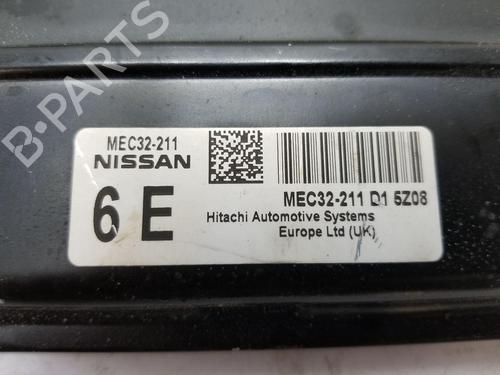 B-PARTS
MEC32-211
NISSAN
6 E
MEC32-211 D1 5Z08
Hitachi Automotive Systems
Europe Ltd (UK)